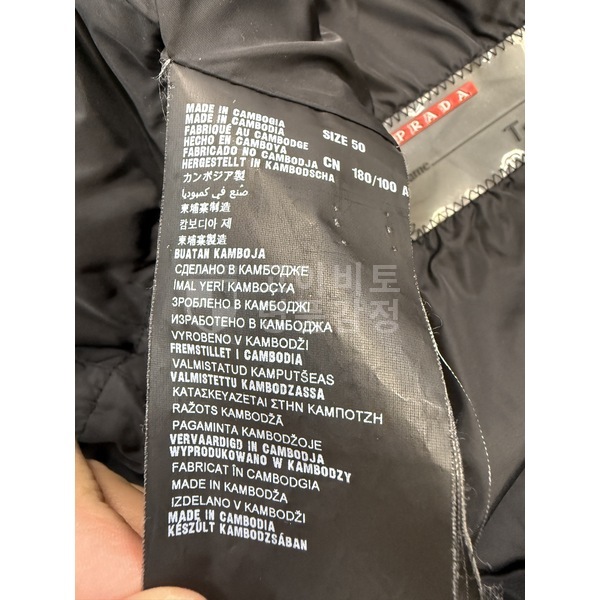 MADE IN CAMBOGIA
MADE IN CAMBODIA
FABRIQUÉ AU CAMBODGE
HECHO EN CAMBOYA
FABRICADO NO CAMBODJA
HERGESTELLT IN KAMBODSCHA
カンボジア製
صنع في كمبوديا
柬埔寨制造
캄보디아 제
柬埔寨製造
BUATAN KAMBOJA
СДЕЛАНО В КАМБОДЖЕ
İMAL YERİ KAMBOÇYA
ЗРОБЛЕНО В КАМБОДЖІ
ИЗРАБОТЕНО В КАМБОДЖА
VYROBENO V KAMBODŽI
FREMSTILLET I CAMBODIA
VALMISTATUD KAMPUTŠEAS
VALMISTETTU KAMBODZASSA
ΚΑΤΑΣΚΕΥΑΖΕΤΑΙ ΣΤΗΝ ΚΑΜΠΟΤΖΗ
RAŽOTS KAMBODŽĀ
PAGAMINTA KAMBODŽOJE
VERVAARDIGD IN CAMBODJA
WYPRODUKOWANO W KAMBODZY
FABRICAT ÎN CAMBODGIA
MADE IN KAMBODŽA
IZDELANO V KAMBODŽI
MADE IN CAMBODIA
KÉSZÜLT KAMBODZSÁBAN
SIZE 50
CN 180/100 A
PRADA